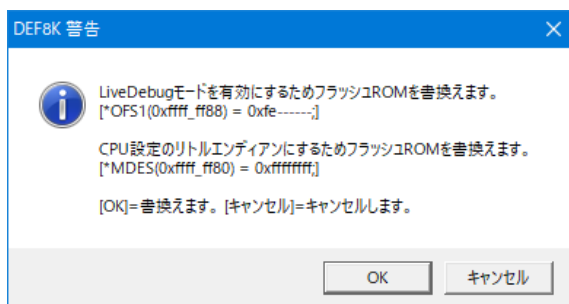 DEF8K 警告
LiveDebugモードを有効にするためフラッシュROMを書換えます。
[*OFS1(0xffff_ff88) = 0xfe------;]
CPU設定のリトルエンディアンにするためフラッシュROMを書換えます。
[*MDES(0xffff_ff80) = 0xffffffff;]
[OK]=書換えます。[キャンセル]=キャンセルします。
OK
キャンセル